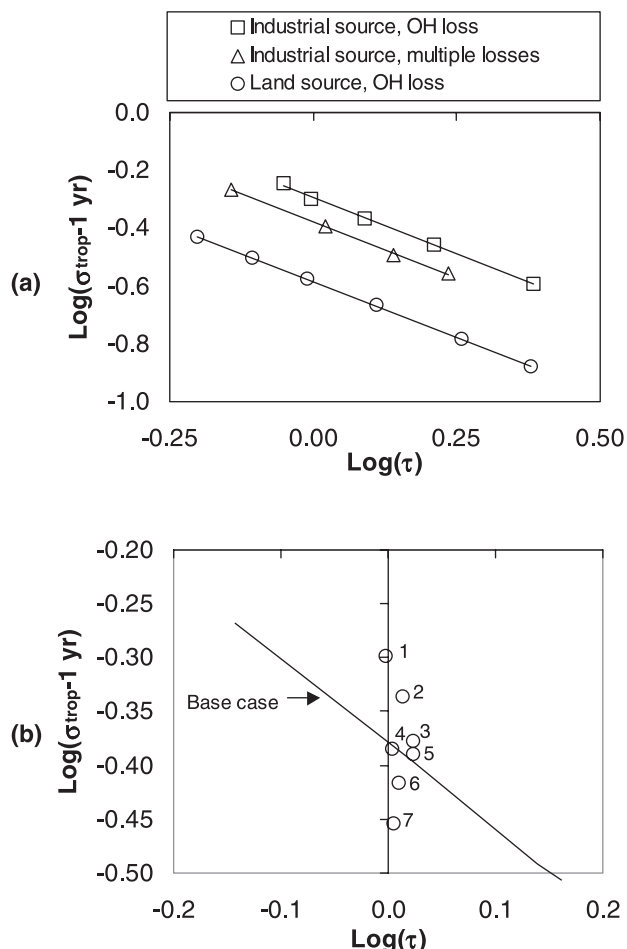 Industrial source, OH loss
Industrial source, multiple losses
Land source, OH loss
(a)
Log(σtrop-1 yr)
0.0
-0.2
-0.4
-0.6
-0.8
-1.0
-0.25
0.00
0.25
0.50
Log(τ)
(b)
Log(σtrop-1 yr)
-0.20
-0.25
-0.30
-0.35
-0.40
-0.45
-0.50
Base case
1
2
3
4
5
6
7
-0.2
-0.1
0.0
0.1
0.2
Log(τ)